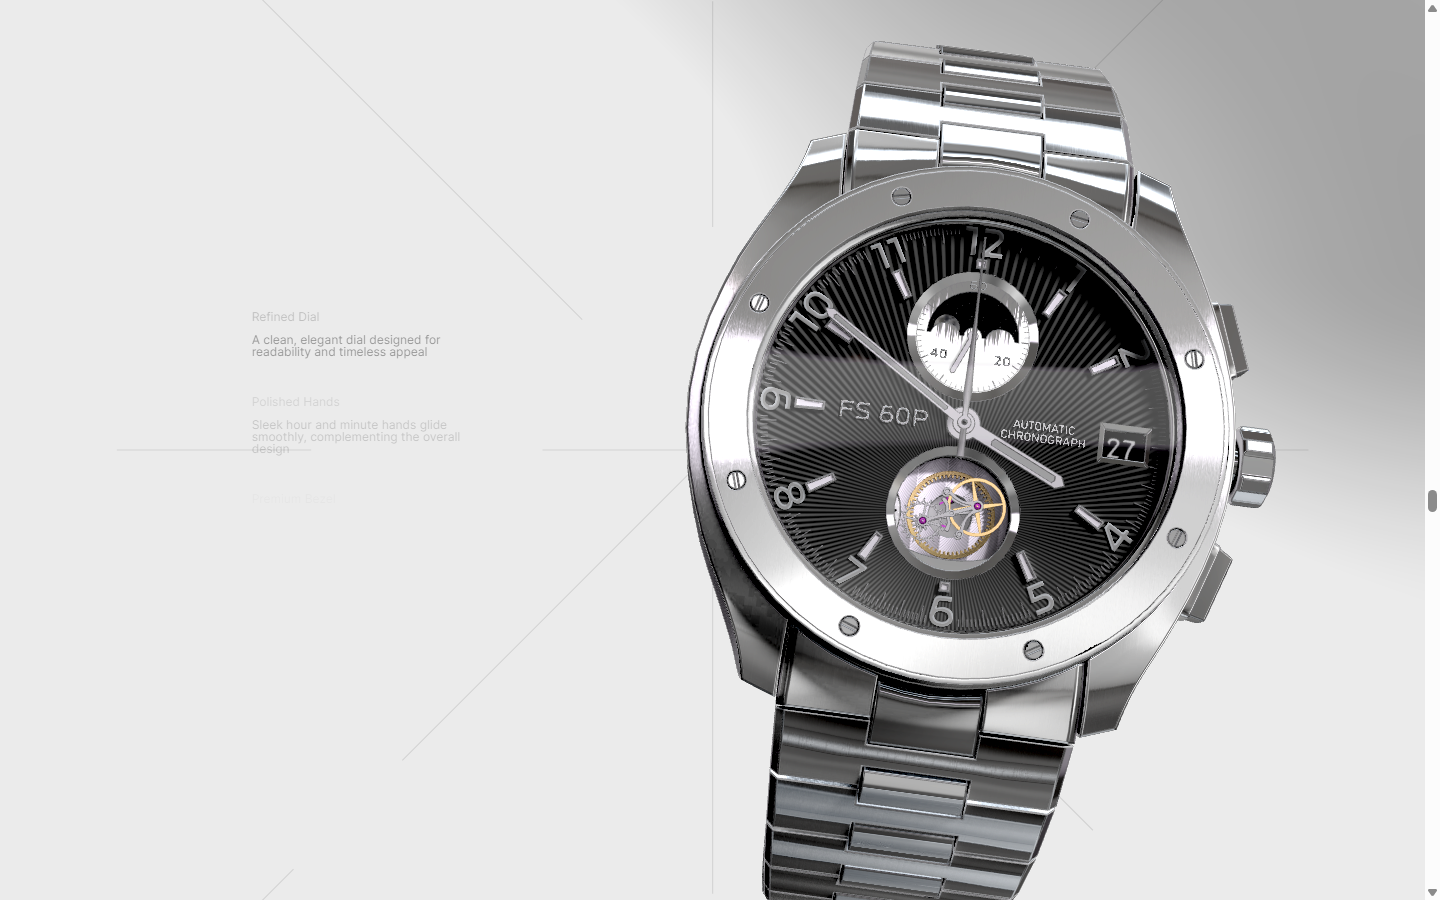 Refined Dial
A clean, elegant dial designed for
readability and timeless appeal
Polished Hands
Sleek hour and minute hands glide
smoothly, complementing the overall
design
12
11
1
10
2
9
8
7
6
5
4
60
40
20
FS 60P
AUTOMATIC
CHRONOGRAPH
27